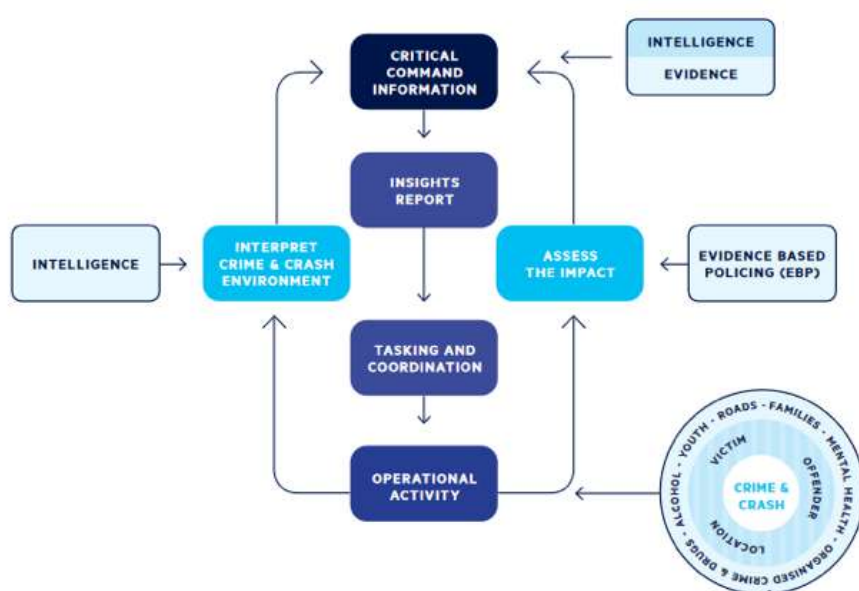 CRITICAL
COMMAND
INFORMATION
INTELLIGENCE
EVIDENCE
INSIGHTS
REPORT
INTELLIGENCE
INTERPRET
CRIME & CRASH
ENVIRONMENT
ASSESS
THE IMPACT
EVIDENCE BASED
POLICING (EBP)
TASKING AND
COORDINATION
OPERATIONAL
ACTIVITY
ALCOHOL - YOUTH - ROADS - FAMILIES - MENTAL HEALTH - ORGANISED CRIME & DRUGS -
VICTIM
OFFENDER
LOCATION
CRIME &
CRASH